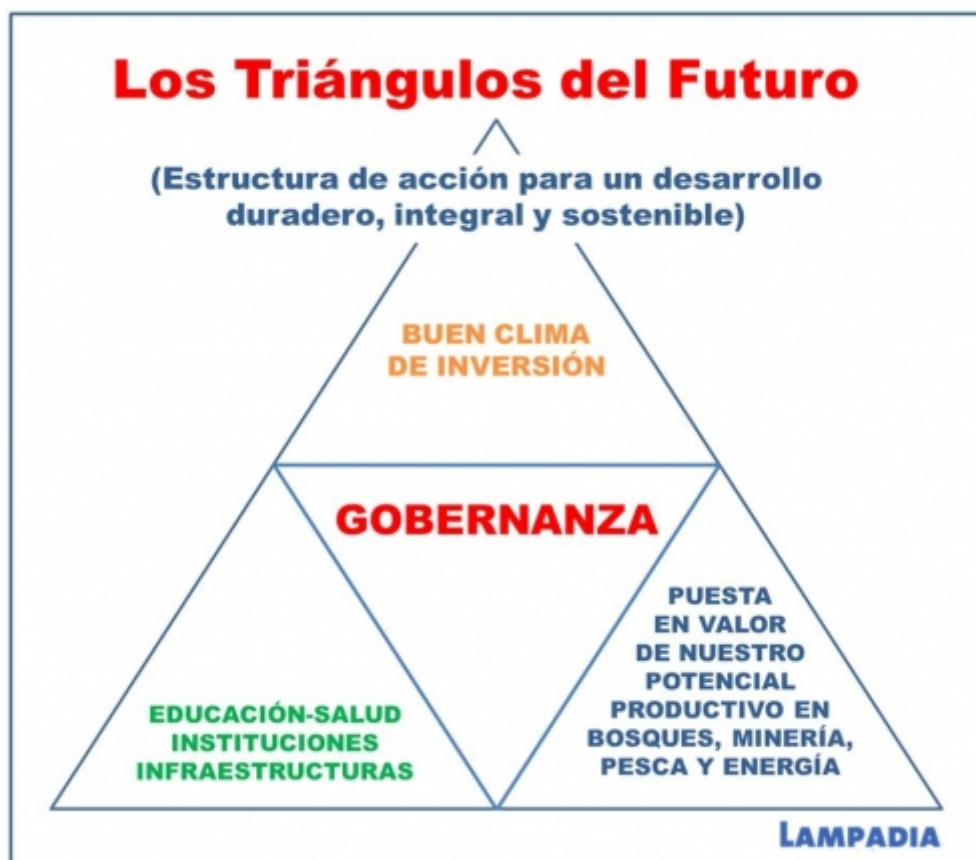 Los Triángulos del Futuro
(Estructura de acción para un desarrollo
duradero, integral y sostenible)
BUEN CLIMA
DE INVERSIÓN
GOBERNANZA
EDUCACIÓN-SALUD
INSTITUCIONES
INFRAESTRUCTURAS
PUESTA
EN VALOR
DE NUESTRO
POTENCIAL
PRODUCTIVO EN
BOSQUES, MINERÍA,
PESCA Y ENERGÍA
LAMPADIA